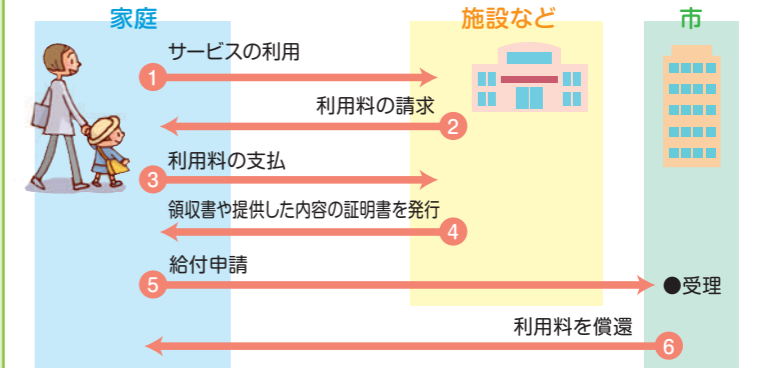 家庭
施設など
市
サービスの利用
1
利用料の請求
2
利用料の支払
3
領収書や提供した内容の証明書を発行
4
給付申請
5
●受理
利用料を償還
6